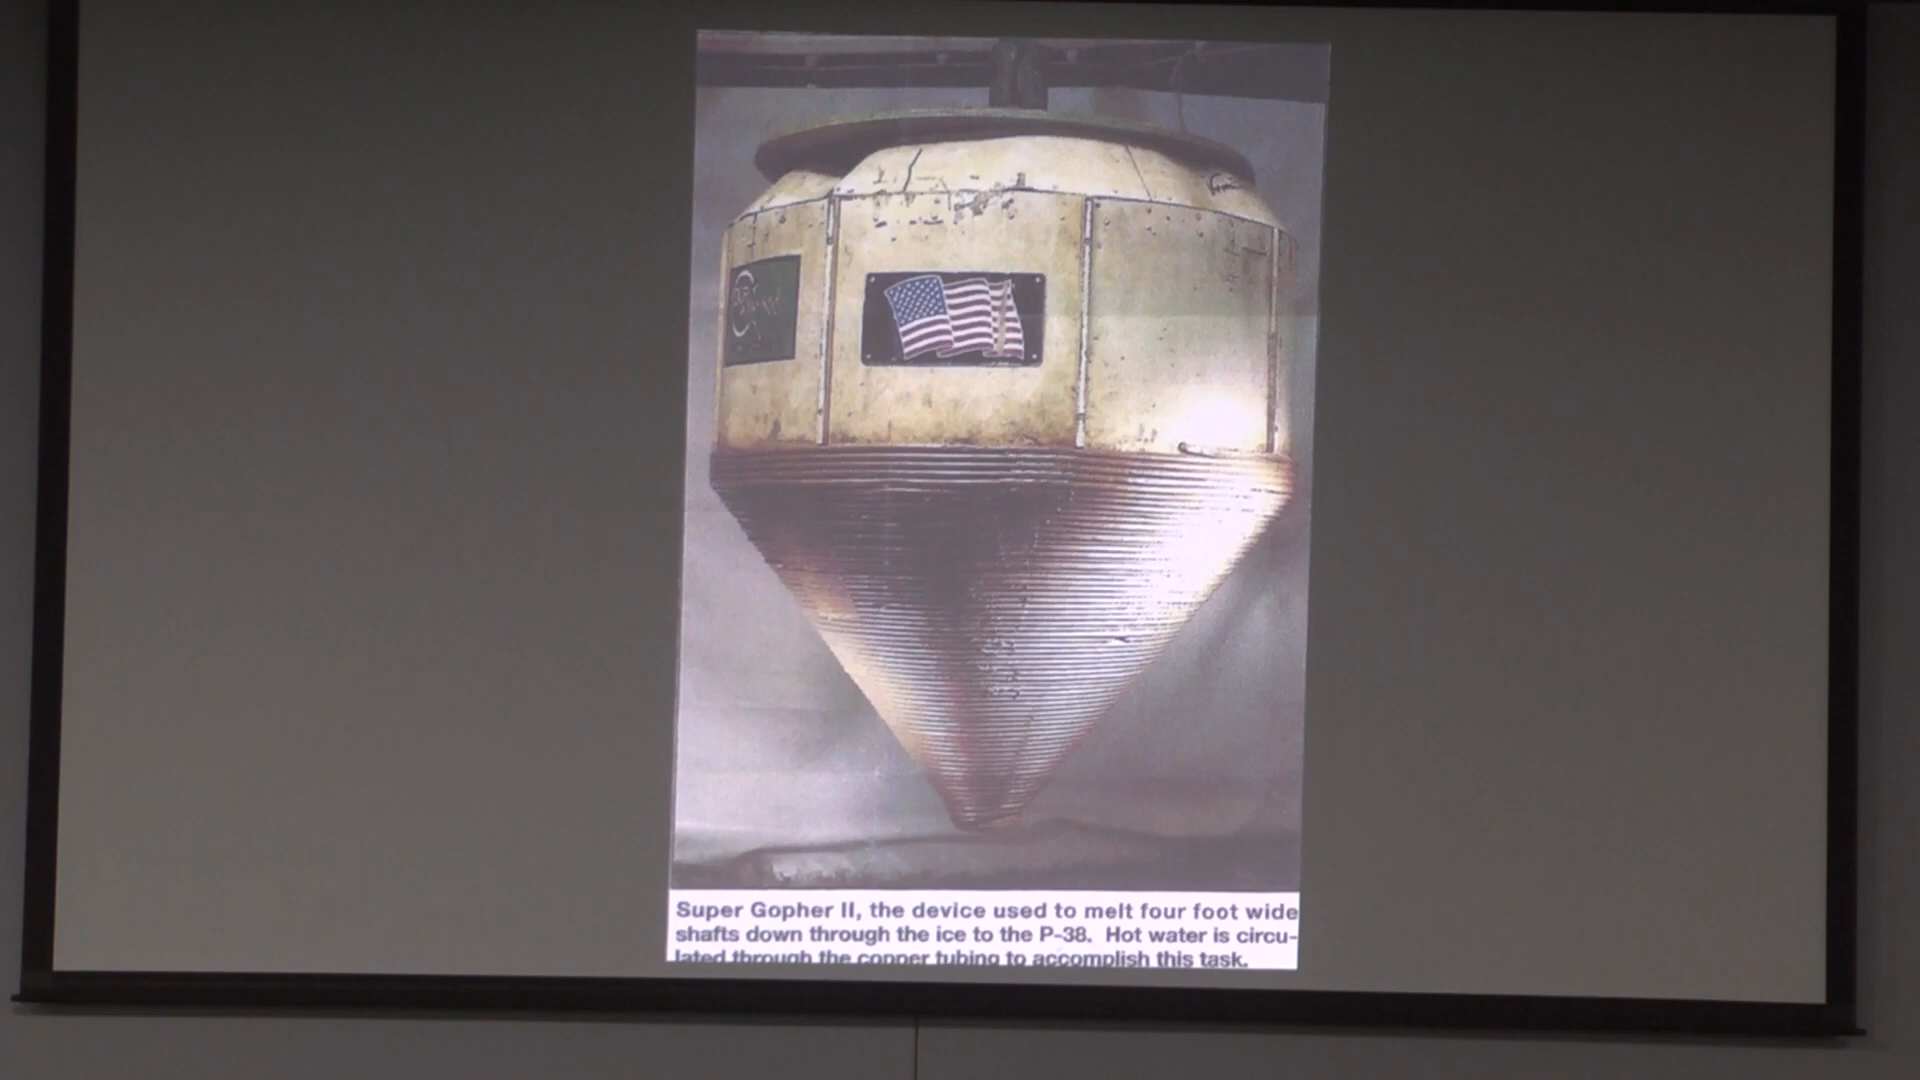 Super Gopher II, the device used to melt four foot wide
shafts down through the ice to the P-38. Hot water is circu-
lated through the copper tubing to accomplish this task.